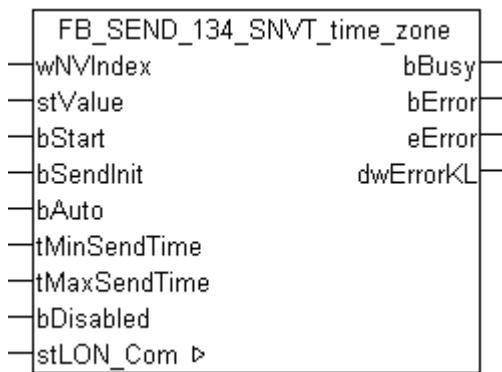 FB_SEND_134_SNVT_time_zone
wNVIndex bBusy
stValue bError
bStart eError
bSendInit dwErrorKL
bAuto
tMinSendTime
tMaxSendTime
bDisabled
stLON_Com ▷